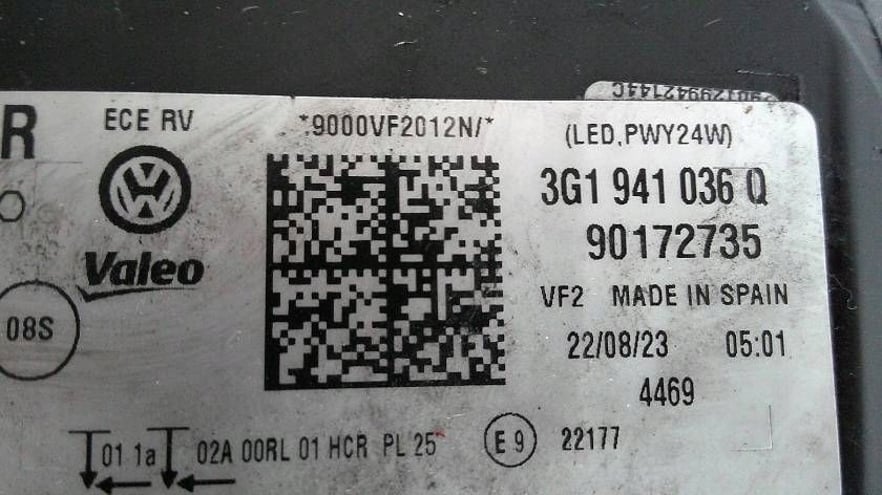 R
ECE RV
*9000VF2012N/*
(LED,PWY24W)
3G1 941 036 Q
Valeo
90172735
VF2 MADE IN SPAIN
08S
22/08/23 05:01
4469
01 1a 02A 00RL 01 HCR PL 25
E9 22177